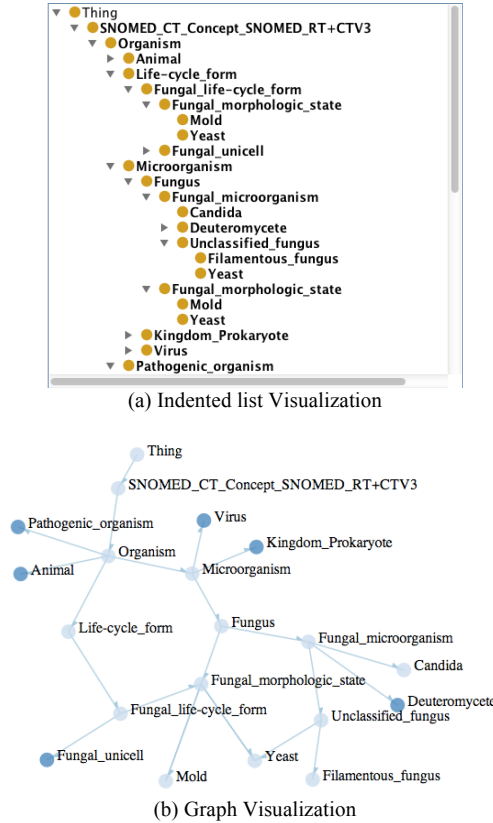 Thing
SNOMED_CT_Concept_SNOMED_RT+CTV3
Organism
Animal
Life-cycle_form
Fungal_life-cycle_form
Fungal_morphologic_state
Mold
Yeast
Fungal_unicell
Microorganism
Fungus
Fungal_microorganism
Candida
Deuteromycete
Unclassified_fungus
Filamentous_fungus
Yeast
Fungal_morphologic_state
Mold
Yeast
Kingdom_Prokaryote
Virus
Pathogenic_organism
(a) Indented list Visualization
Thing
SNOMED_CT_Concept_SNOMED_RT+CTV3
Pathogenic_organism
Virus
Kingdom_Prokaryote
Organism
Animal
Microorganism
Life-cycle_form
Fungus
Fungal_microorganism
Candida
Fungal_morphologic_state
Deuteromycete
Fungal_life-cycle_form
Unclassified_fungus
Fungal_unicell
Yeast
Mold
Filamentous_fungus
(b) Graph Visualization